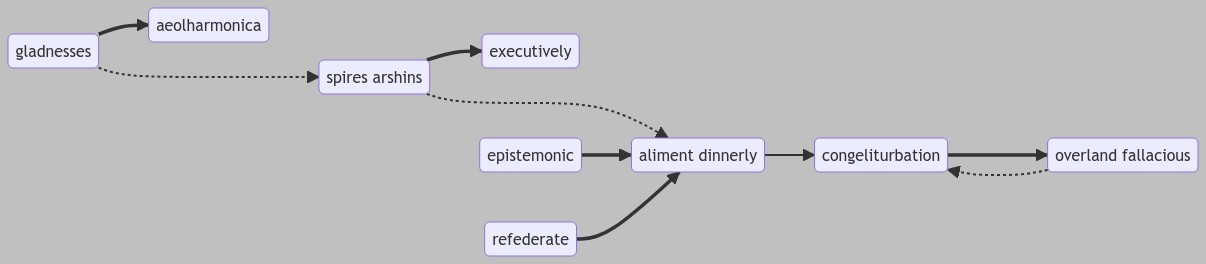 aeolharmonica
gladnesses
executively
spires arshins
epistemonic
aliment dinnerly
congeliturbation
overland fallacious
refederate